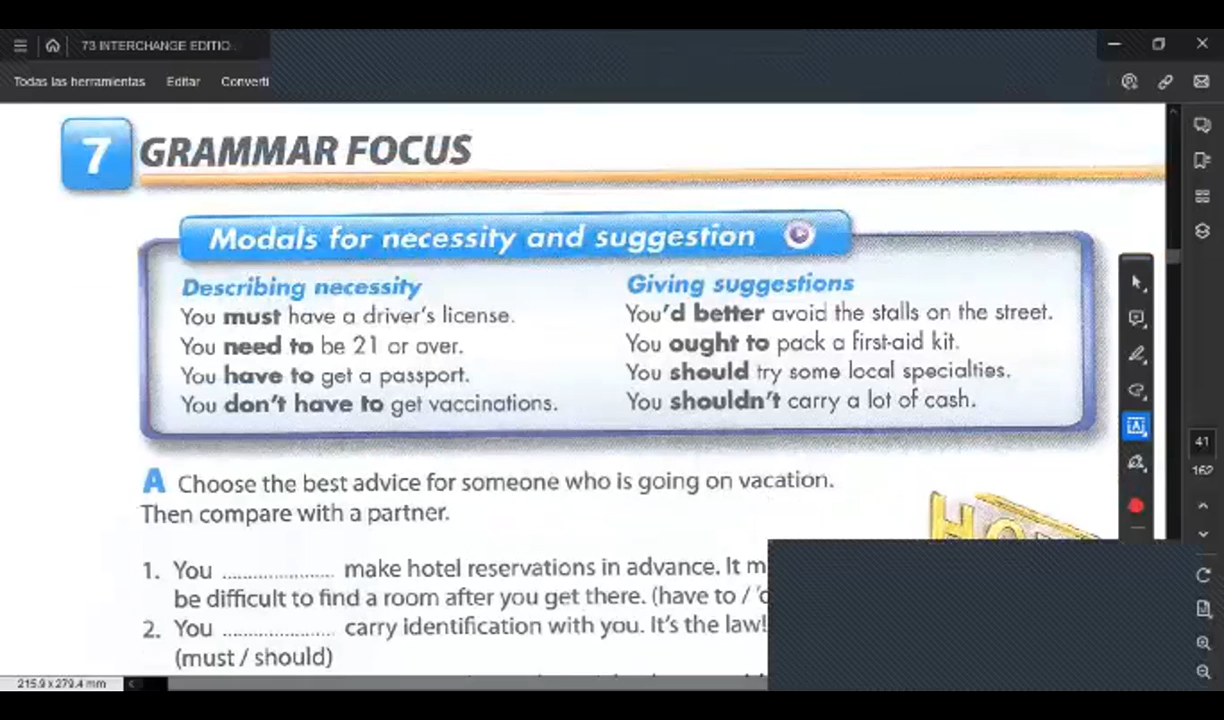 73 INTERCHANGE EDITIO
Todas las herramientas Editar Converti
7 GRAMMAR FOCUS
Modals for necessity and suggestion
Describing necessity
You must have a driver's license.
You need to be 21 or over.
You have to get a passport.
You don't have to get vaccinations.
Giving suggestions
You'd better avoid the stalls on the street.
You ought to pack a first-aid kit.
You should try some local specialties.
You shouldn't carry a lot of cash.
A Choose the best advice for someone who is going on vacation.
Then compare with a partner.
1. You .................... make hotel reservations in advance. It m
be difficult to find a room after you get there. (have to / 'd
2. You .................... carry identification with you. It's the law!
(must / should)
41
162
215.9 x 279.4 mm